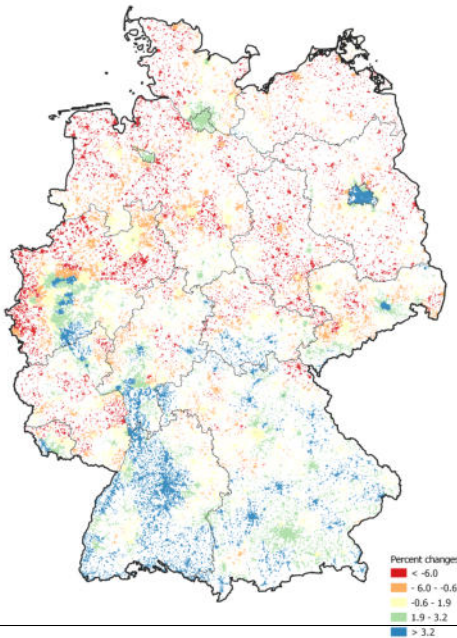 Percent changes
< -6.0
- 6.0 - -0.6
-0.6 - 1.9
1.9 - 3.2
> 3.2